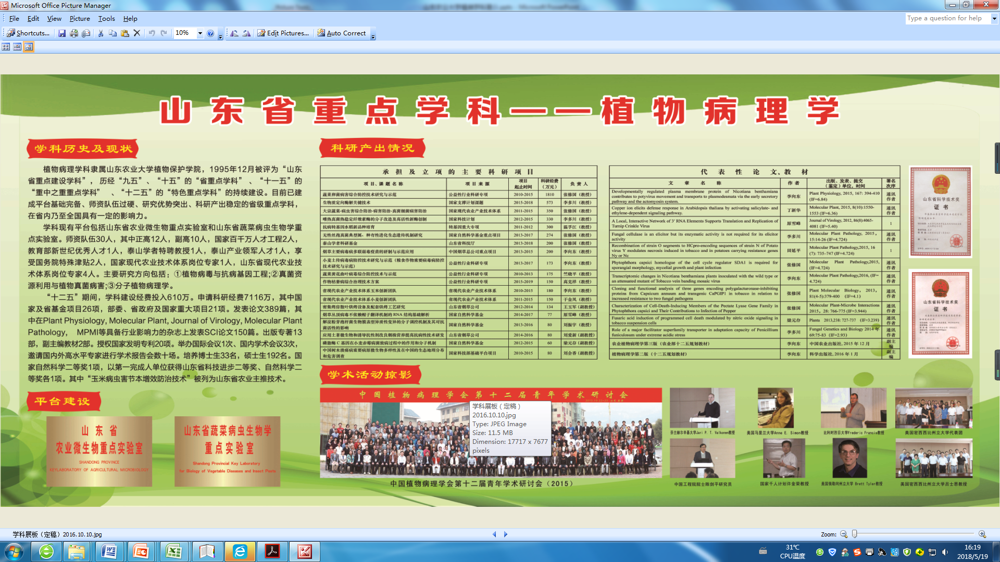 Microsoft Office Picture Manager
File Edit View Picture Tools Help
Type a question for help
Shortcuts...
10%
Edit Pictures...
Auto Correct
山东省重点学科——植物病理学
学科历史及现状
植物病理学科隶属山东农业大学植物保护学院，1995年12月被评为“山东
省重点建设学科”，历经“九五”、“十五”的“省重点学科”、“十一五”的
“重中之重重点学科”　、“十二五”的“特色重点学科”的持续建设。目前已建
成平台基础完备、师资队伍过硬、研究优势突出、科研产出稳定的省级重点学科，
在省内乃至全国具有一定的影响力。
学科现有平台包括山东省农业微生物重点实验室和山东省蔬菜病虫生物学重
点实验室。师资队伍30人，其中正高12人，副高10人，国家百千万人才工程2人，
教育部新世纪优秀人才1人，泰山学者特聘教授1人，泰山产业领军人才1人，享
受国务院特殊津贴2人，国家现代农业技术体系岗位专家1人，山东省现代农业技
术体系岗位专家4人。主要研究方向包括：①植物病毒与抗病基因工程;②真菌资
源利用与植物真菌病害;③分子植物病理学。
“十二五”期间，学科建设经费投入610万。申请科研经费7116万，其中国
家及省基金项目26项，部委、省政府及国家重大项目21项。发表论文389篇，其
中在Plant Physiology, Molecular Plant, Journal of Virology, Molecular Plant
Pathology,　MPMI等具备行业影响力的杂志上发表SCI论文150篇。出版专著13
部，副主编教材2部。授权国家发明专利20项。举办国际会议1次、国内学术会议3次，
邀请国内外高水平专家进行学术报告会数十场。培养博士生33名，硕士生192名。国
家自然科学二等奖1项，以第一完成人单位获得山东省科技进步二等奖、自然科学二
等奖各1项。其中“玉米病虫害节本增效防治技术”被列为山东省农业主推技术。
平台建设
山东省
农业微生物重点实验室
SHANDONG PROVINCE
KEYLABORATORY OF AGRICULTURAL MICROBIOLOGY
山东省蔬菜病虫生物学
重点实验室
Shandong Provincial Key Laboratory
for Biology of Vegetable Diseases and Insect Pests
科研产出情况
承担及立项的主要科研项目
项目、课题名称 项目来源 项目起止时间 科研经费（万元） 负责人
蔬菜卵菌病害综合防控技术研究与示范 公益性行业科研专项 2010-2015 1810 张修国（教授）
生物质定向酶解关键技术 国家支撑计划课题 2015-2018 573 李多川（教授）
大宗蔬菜-病虫害综合防治-病害防治-真菌细菌病害防治 国家现代农业产业技术体系 2011-2015 350 张修国（教授）
嗜热真菌热稳定纤维素酶的分子改造及高活性新酶创制 国家科技计划 2012-2015 330 李多川（教授）
抗病转基因水稻新品种培育 转基因重大专项 2011-2012 300 温孚江（教授）
无性丝孢真菌典型属、种有性进化生态遗传机制研究 国家自然科学基金重点项目 2013-2017 274 张修国（教授）
泰山学者科研基金 山东省科技厅 2013-2018 200 张修国（教授）
烟草主要病毒病多联弱毒疫苗的研制与示范应用 中国烟草总公司重点项目 2013-2015 200 李向东（教授）
小麦土传病毒病防控技术研究与示范（粮食作物重要病毒病防控
技术研究与示范） 公益性行业科研专项 2013-2017 173 李向东（教授）
蔬菜黄花曲叶病毒综合防控技术与示范 公益性行业科研专项 2010-2013 175 竺晓平（教授）
作物枯萎病综合治理技术方案 公益性行业科研专项 2015-2019 150 高克祥（教授）
省现代农业产业技术体系玉米创新团队 省现代农业产业技术体系 2010-2015 180 李向东（教授）
省现代农业产业技术体系小麦创新团队 省现代农业产业技术体系 2011-2015 150 于金凤（教授）
密集烤房散叶烘烤设备及配套烘烤工艺研究 山东省烟草公司 2012-2014 134 王玉军（副教授）
烟草丛顶病毒不依赖帽子翻译机制的 RNA 结构基础解析 国家自然科学基金 2014-2017 77 原雪峰（教授）
解淀粉芽孢杆菌生物膜表型异质性变异的分子调控机制及其对抗
菌活性的影响 国家自然科学基金 2013-2016 80 刘振宇（教授）
应用土著微生物和诱导抗性剂改良烟株营养提高抗病性技术研发 山东省烟草公司 2014-2016 80 刘爱新（副教授）
磷脂酶 C 基因在小麦赤霉病菌致病过程中的作用和分子机制 国家自然科学基金 2012-2015 60 梁元存（副教授）
中国树木溃疡病重要病原微生物多样性及在中国的生态地理分布
和危害调查 国家科技部基础平台项目 2010-2015 80 刘会香（副教授）
代表性论文、教材
文章名称 作者 出版、发表、提交（鉴定）单位，时间 署名次序
Developmentally regulated plasma membrane protein of Nicotiana benthamiana
contributes to potyvirus movement and transports to plasmodesmata via the early secretory
pathway and the actomyosin system. 李向东 Plant Physiology, 2015, 167: 394-410 (IF=6.84) 通讯作者
Copper ion elicits defense response in Arabidopsis thaliana by activating salicylate- and
ethylene-dependent signaling pathway. 丁新华 Molecular Plant, 2015, 8(10):1550-1553 (IF=6.36) 通讯作者
A Local, Interactive Network of 3′ RNA Elements Supports Translation and Replication of
Turnip Crinkle Virus 原雪峰 Journal of Virology, 2012, 86(8):4065-4081 (IF=5.40) 1
Fungal cellulase is an elicitor but its enzymatic activity is not required for its elicitor
activity 李多川 Molecular Plant Pathology, 2015, 15:14-26 (IF=4.724) 通讯作者
Recombination of strain O segments to HCpro-encoding sequences of strain N of Potato
virus Y modulates necrosis induced in tobacco and in potatoes carrying resistance genes
Ny or Nc 田延平 Molecular Plant Pathology,2015, 16 (7): 735–747 (IF=4.724) 1
Phytophthora capsici homologue of the cell cycle regulator SDA1 is required for
sporangial morphology, mycelial growth and plant infection 张修国 Molecular Plant Pathology,2015, (IF=4.724) 通讯作者
Transcriptomic changes in Nicotiana benthamiana plants inoculated with the wild type or
an attenuated mutant of Tobacco vein banding mosaic virus 李向东 Molecular Plant Pathology,2016, (IF=4.724) 通讯作者
Cloning and functional analysis of three genes encoding polygalacturonase-inhibiting
proteins from Capsicum annuum and transgenic CaPGIP1 in tobacco in relation to
increased resistance to two fungal pathogens 张修国 Plant Molecular Biology, 2013, 81(4-5):379-400 (IF=4.1) 通讯作者
Characterization of Cell-Death-Inducing Members of the Pectate Lyase Gene Family in
Phytophthora capsici and Their Contributions to Infection of Pepper 张修国 Molecular Plant-Microbe Interactions 2015, 28: 766-775 (IF=3.944) 通讯作者
Fusaric acid induction of programmed cell death modulated by nitric oxide signaling in
tobacco suspension cells 梁元存 Planta 2013,238: 727-737 (IF=3.239) 通讯作者
Role of a major facilitator superfamily transporter in adaptation capacity of Penicillium
funiculosum under extreme acidic stress 李多川 Fungal Genetics and Biology 2014 年 69:75-83 (IF=2.93) 通讯作者
农业植物病理学第三版（农业部十二五规划教材） 李向东 中国农业出版社, 2015 年 12 月 副主编
植物病理学第二版（十二五规划教材） 李向东 科学出版社, 2016 年 1 月 副主编
山东省科学技术奖
证书
山东省科学技术奖
证书
学术活动掠影
中国植物病理学会第十二届青年学术研讨会
学科展板（定稿）
2016.10.10.jpg
Type: JPEG Image
Size: 11.5 MB
Dimension: 17717 x 7677
pixels
中国植物病理学会第十二届青年学术研讨会（2015）
芬兰赫尔辛基大学Jari P. T. Valkonen教授
美国马里兰大学Anne E. Simon教授
比利时烈日大学Frederic Francis教授
美国密西西比州立大学代表团
中国工程院院士陈剑平研究员
国家千人计划许金荣教授
美国俄勒冈州立大学 Brett Tyler教授
美国密西西比州立大学吕士恩教授
学科展板（定稿）2016.10.10.jpg
Zoom:
31℃
CPU温度
16:19
2018/5/19